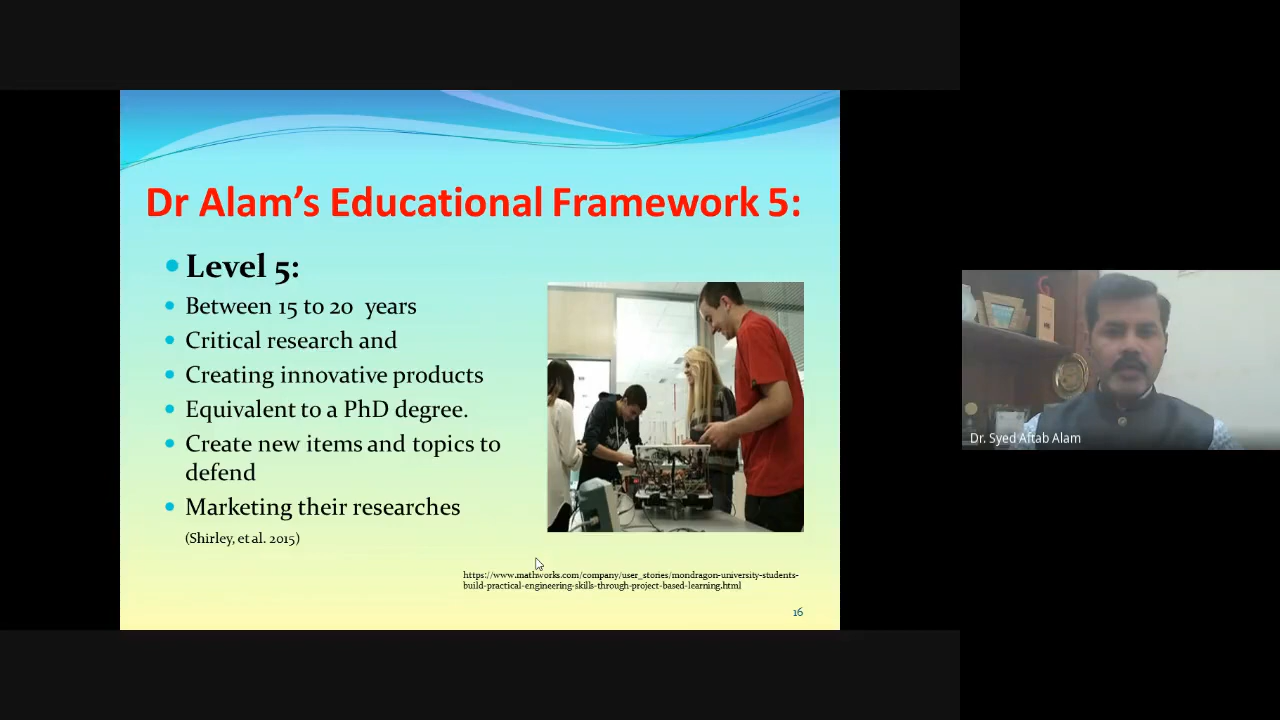 Dr Alam’s Educational Framework 5:
Level 5:
Between 15 to 20 years
Critical research and
Creating innovative products
Equivalent to a PhD degree.
Create new items and topics to
defend
Marketing their researches
(Shirley, et al. 2015)
https://www.mathworks.com/company/user_stories/mondragon-university-students-
build-practical-engineering-skills-through-project-based-learning.html
16
Dr. Syed Aftab Alam